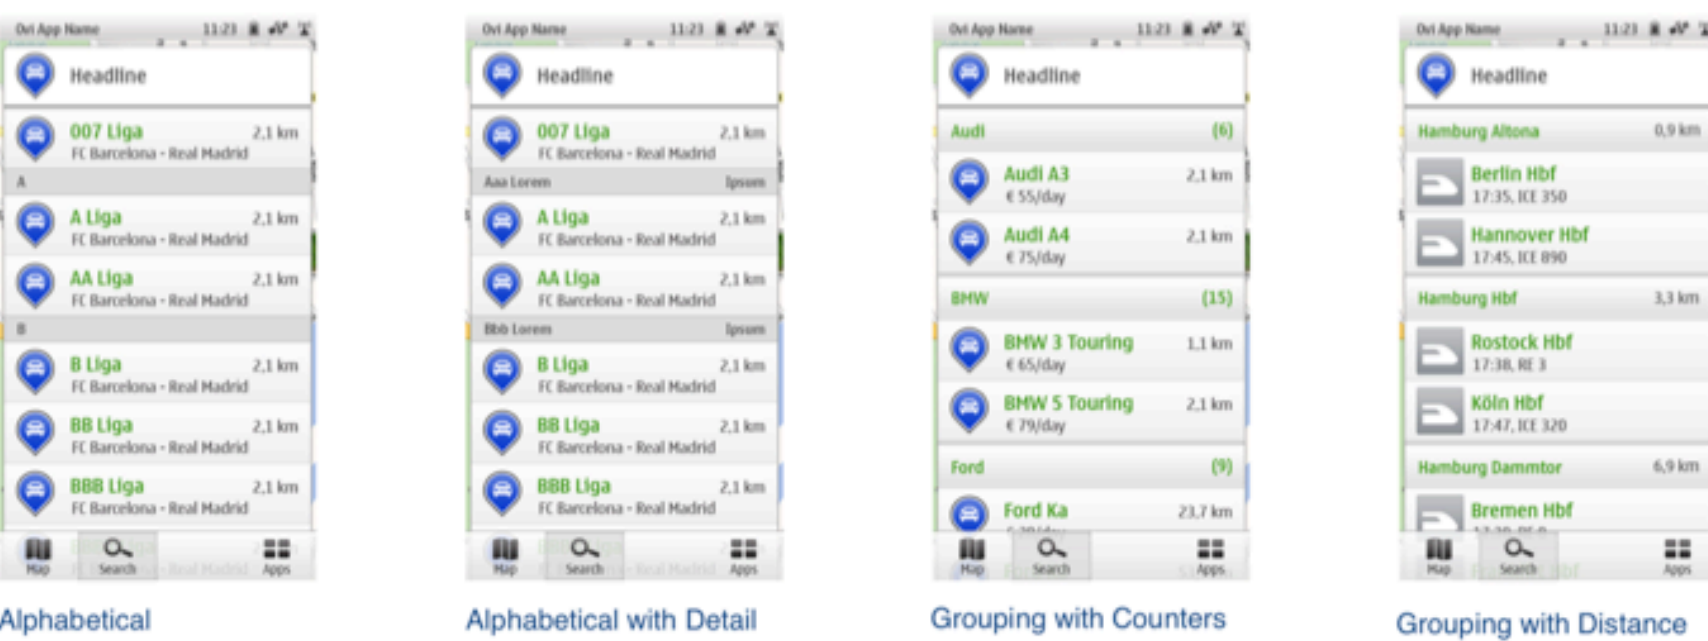 Ovi App Name 11:23
Headline
007 Liga 2,1 km
FC Barcelona - Real Madrid
A
A Liga 2,1 km
FC Barcelona - Real Madrid
AA Liga 2,1 km
FC Barcelona - Real Madrid
B
B Liga 2,1 km
FC Barcelona - Real Madrid
BB Liga 2,1 km
FC Barcelona - Real Madrid
BBB Liga 2,1 km
FC Barcelona - Real Madrid
Map Search Apps
Alphabetical
Ovi App Name 11:23
Headline
007 Liga 2,1 km
FC Barcelona - Real Madrid
Aaa Lorem Ipsum
A Liga 2,1 km
FC Barcelona - Real Madrid
AA Liga 2,1 km
FC Barcelona - Real Madrid
Bbb Lorem Ipsum
B Liga 2,1 km
FC Barcelona - Real Madrid
BB Liga 2,1 km
FC Barcelona - Real Madrid
BBB Liga 2,1 km
FC Barcelona - Real Madrid
Map Search Apps
Alphabetical with Detail
Ovi App Name 11:23
Headline
Audi (6)
Audi A3 2,1 km
€ 55/day
Audi A4 2,1 km
€ 75/day
BMW (15)
BMW 3 Touring 1,1 km
€ 65/day
BMW 5 Touring 2,1 km
€ 79/day
Ford (9)
Ford Ka 23,7 km
Map Search Apps
Grouping with Counters
Ovi App Name 11:23
Headline
Hamburg Altona 0,9 km
Berlin Hbf
17:35, ICE 350
Hannover Hbf
17:45, ICE 890
Hamburg Hbf 3,3 km
Rostock Hbf
17:38, RE 3
Köln Hbf
17:47, ICE 320
Hamburg Dammtor 6,9 km
Bremen Hbf
Map Search Apps
Grouping with Distance